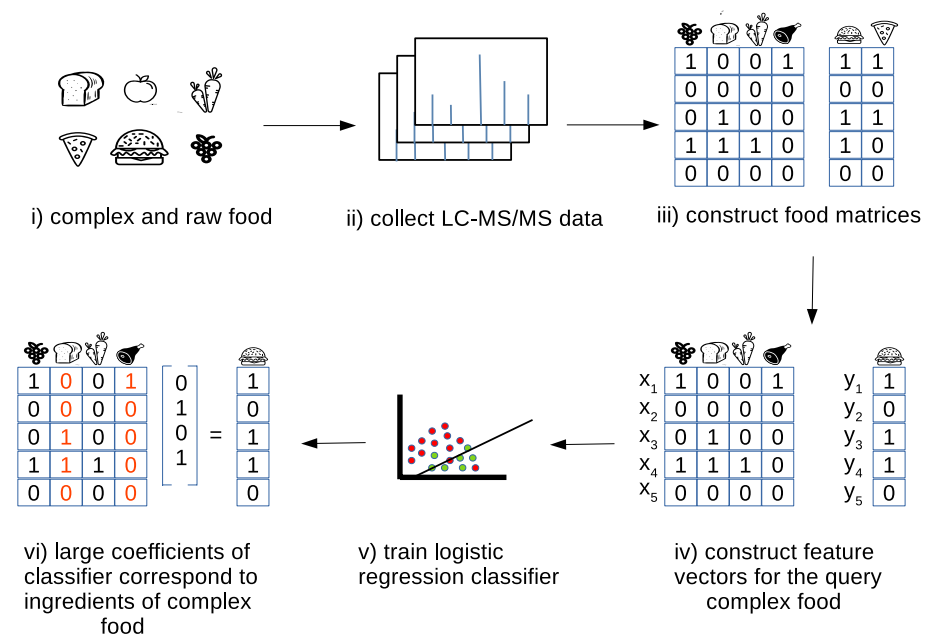 1 0 0 1 1 1
0 0 0 0 0 0
0 1 0 0 1 1
1 1 1 0 1 0
0 0 0 0 0 0
i) complex and raw food
ii) collect LC-MS/MS data
iii) construct food matrices
1 0 0 1 0 1
0 0 0 0 1 0
0 1 0 0 0 = 1
1 1 1 0 1 1
0 0 0 0 0
x1 1 0 0 1 y1 1
x2 0 0 0 0 y2 0
x3 0 1 0 0 y3 1
x4 1 1 1 0 y4 1
x5 0 0 0 0 y5 0
vi) large coefficients of
classifier correspond to
ingredients of complex
food
v) train logistic
regression classifier
iv) construct feature
vectors for the query
complex food